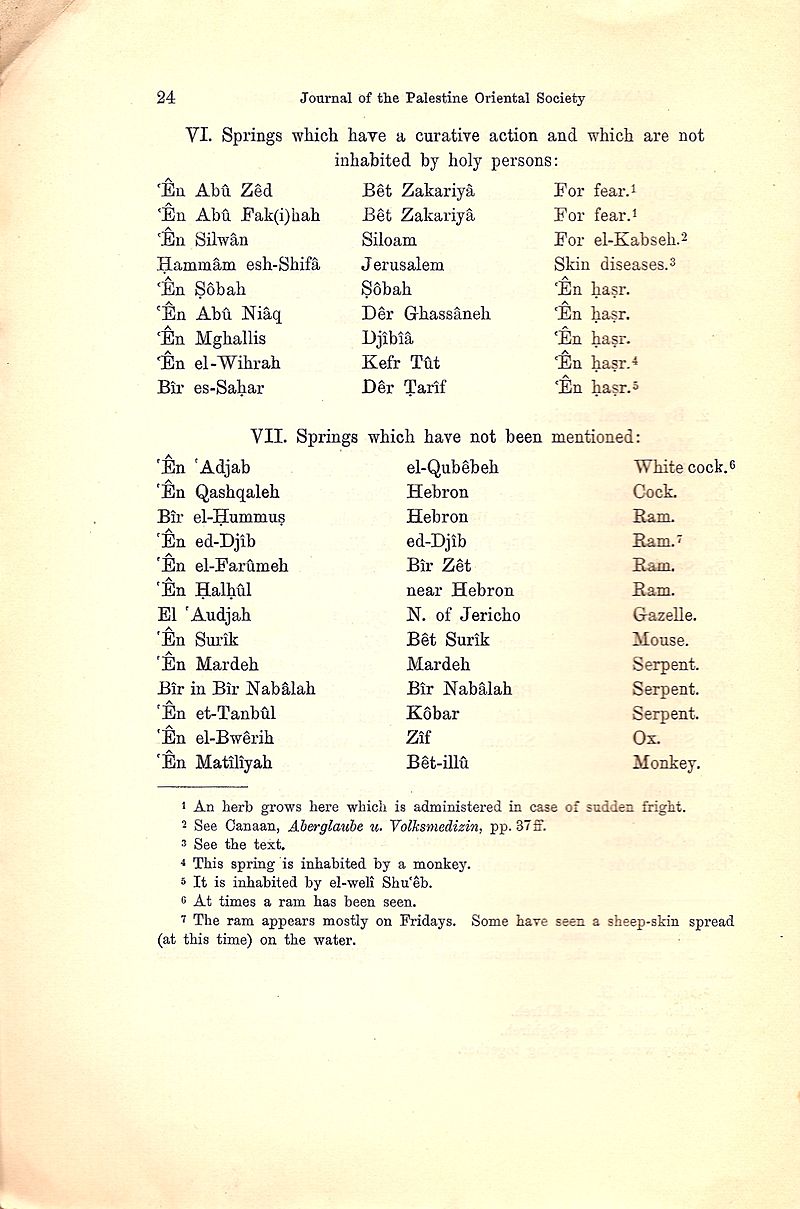 24 Journal of the Palestine Oriental Society
VI. Springs which have a curative action and which are not
inhabited by holy persons:
ʿÊn Abû Zêd Bêt Zakariyâ For fear.¹
ʿÊn Abû Fak(i)hah Bêt Zakariyâ For fear.¹
ʿÊn Silwân Siloam For el-Kabseh.²
Ḥammâm esh-Shifâ Jerusalem Skin diseases.³
ʿÊn Ṣôbah Ṣôbah ʿÊn ḥaṣr.
ʿÊn Abû Niâq Dêr Ghassâneh ʿÊn ḥaṣr.
ʿÊn Mghallis Djîbîâ ʿÊn ḥaṣr.
ʿÊn el-Wihrah Kefr Tût ʿÊn ḥaṣr.⁴
Bîr es-Saḥar Dêr Ṭarîf ʿÊn ḥaṣr.⁵
VII. Springs which have not been mentioned:
ʿÊn ʿAdjab el-Qubêbeh White cock.⁶
ʿÊn Qashqaleh Hebron Cock.
Bîr el-Ḥummuṣ Hebron Ram.
ʿÊn ed-Djîb ed-Djîb Ram.⁷
ʿÊn el-Farûmeh Bîr Zêt Ram.
ʿÊn Ḥalḥûl near Hebron Ram.
El ʿAudjah N. of Jericho Gazelle.
ʿÊn Surîk Bêt Surîk Mouse.
ʿÊn Mardeh Mardeh Serpent.
Bîr in Bîr Nabâlah Bîr Nabâlah Serpent.
ʿÊn et-Tanbûl Kôbar Serpent.
ʿÊn el-Bwêrih Zîf Ox.
ʿÊn Matîlîyah Bêt-illû Monkey.
¹ An herb grows here which is administered in case of sudden fright.
² See Canaan, Aberglaube u. Volksmedizin, pp. 37 ff.
³ See the text.
⁴ This spring is inhabited by a monkey.
⁵ It is inhabited by el-welî Shuʿêb.
⁶ At times a ram has been seen.
⁷ The ram appears mostly on Fridays. Some have seen a sheep-skin spread
(at this time) on the water.